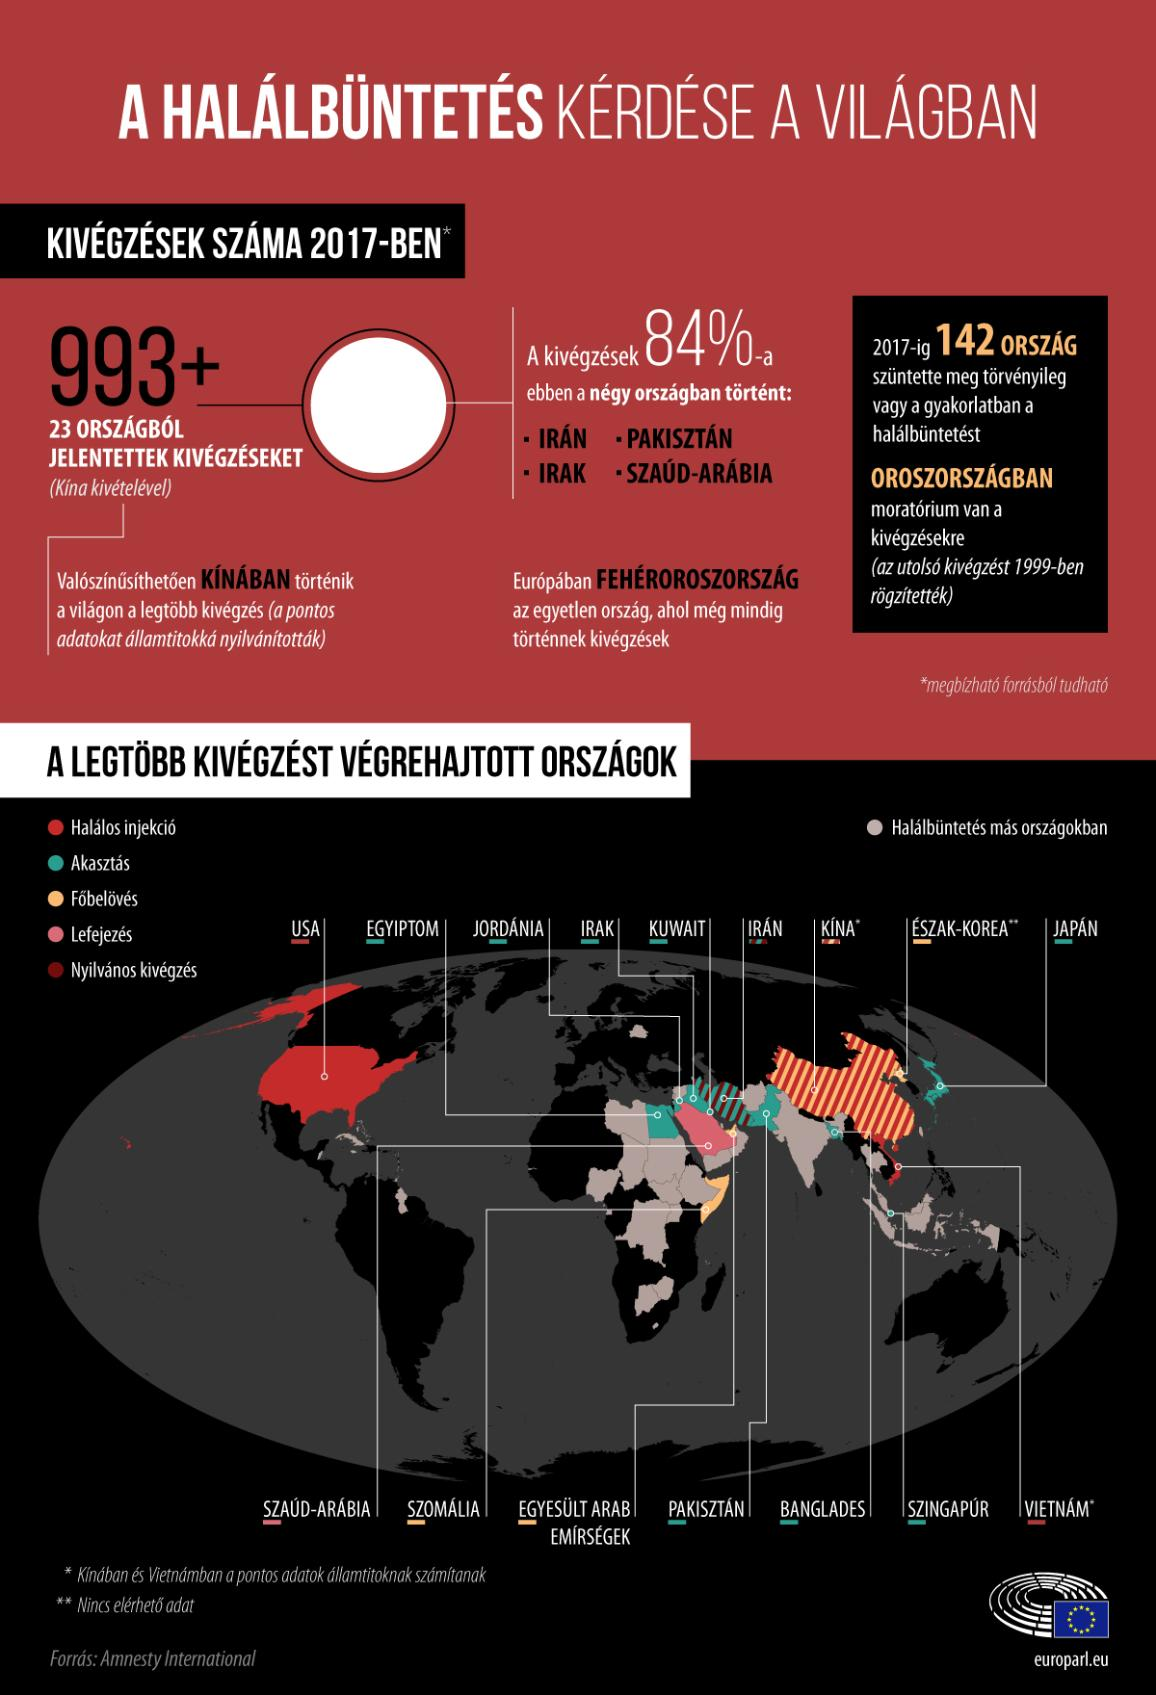 A HALÁLBÜNTETÉS KÉRDÉSE A VILÁGBAN
KIVÉGZÉSEK SZÁMA 2017-BEN*
993+
23 ORSZÁGBÓL
JELENTETTEK KIVÉGZÉSEKET
(Kína kivételével)
Valószínűsíthetően KÍNÁBAN történik
a világon a legtöbb kivégzés (a pontos
adatokat államtitokká nyilvánították)
A kivégzések 84%-a
ebben a négy országban történt:
· IRÁN · PAKISZTÁN
· IRAK · SZAÚD-ARÁBIA
Európában FEHÉROROSZORSZÁG
az egyetlen ország, ahol még mindig
történnek kivégzések
2017-ig 142 ORSZÁG
szüntette meg törvényileg
vagy a gyakorlatban a
halálbüntetést
OROSZORSZÁGBAN
moratórium van a
kivégzésekre
(az utolsó kivégzést 1999-ben
rögzítették)
*megbízható forrásból tudható
A LEGTÖBB KIVÉGZÉST VÉGREHAJTOTT ORSZÁGOK
Halálos injekció
Akasztás
Főbelövés
Lefejezés
Nyilvános kivégzés
Halálbüntetés más országokban
USA EGYIPTOM JORDÁNIA IRAK KUWAIT IRÁN KÍNA* ÉSZAK-KOREA** JAPÁN
SZAÚD-ARÁBIA SZOMÁLIA EGYESÜLT ARAB PAKISZTÁN BANGLADES SZINGAPÚR VIETNÁM*
EMÍRSÉGEK
* Kínában és Vietnámban a pontos adatok államtitoknak számítanak
** Nincs elérhető adat
Forrás: Amnesty International
europarl.eu